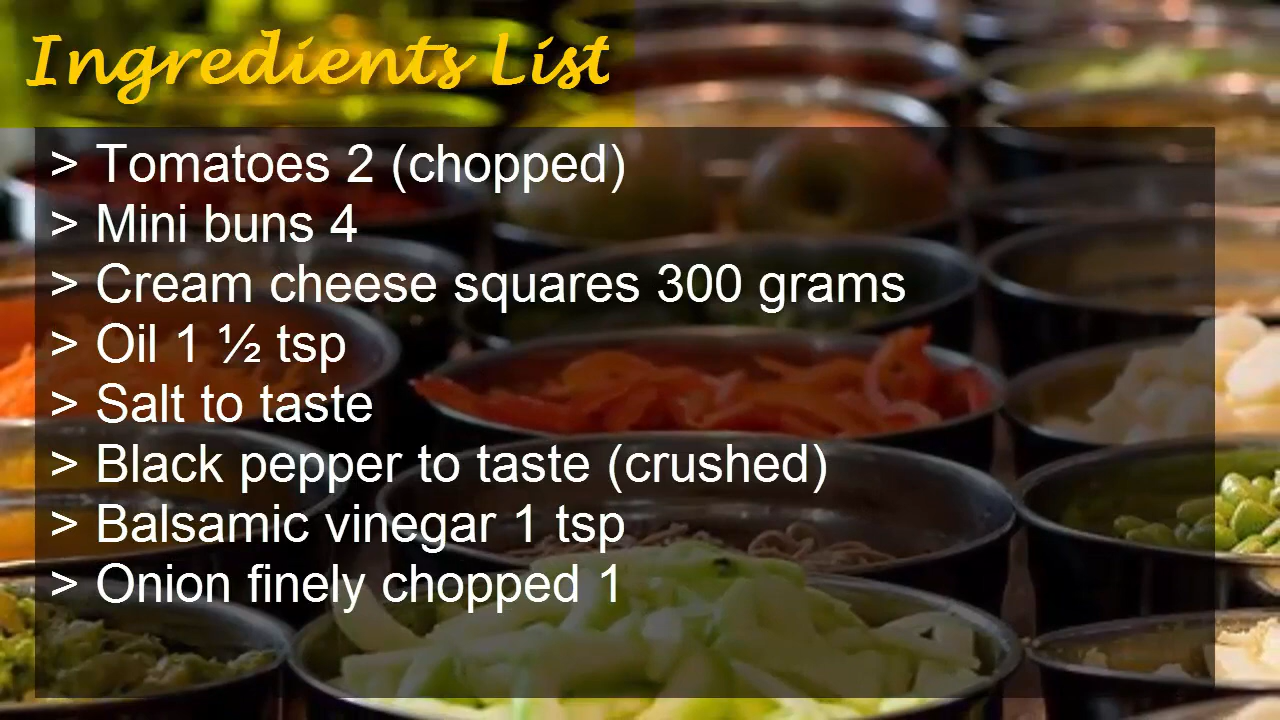 Ingredients List
> Tomatoes 2 (chopped)
> Mini buns 4
> Cream cheese squares 300 grams
> Oil 1 ½ tsp
> Salt to taste
> Black pepper to taste (crushed)
> Balsamic vinegar 1 tsp
> Onion finely chopped 1